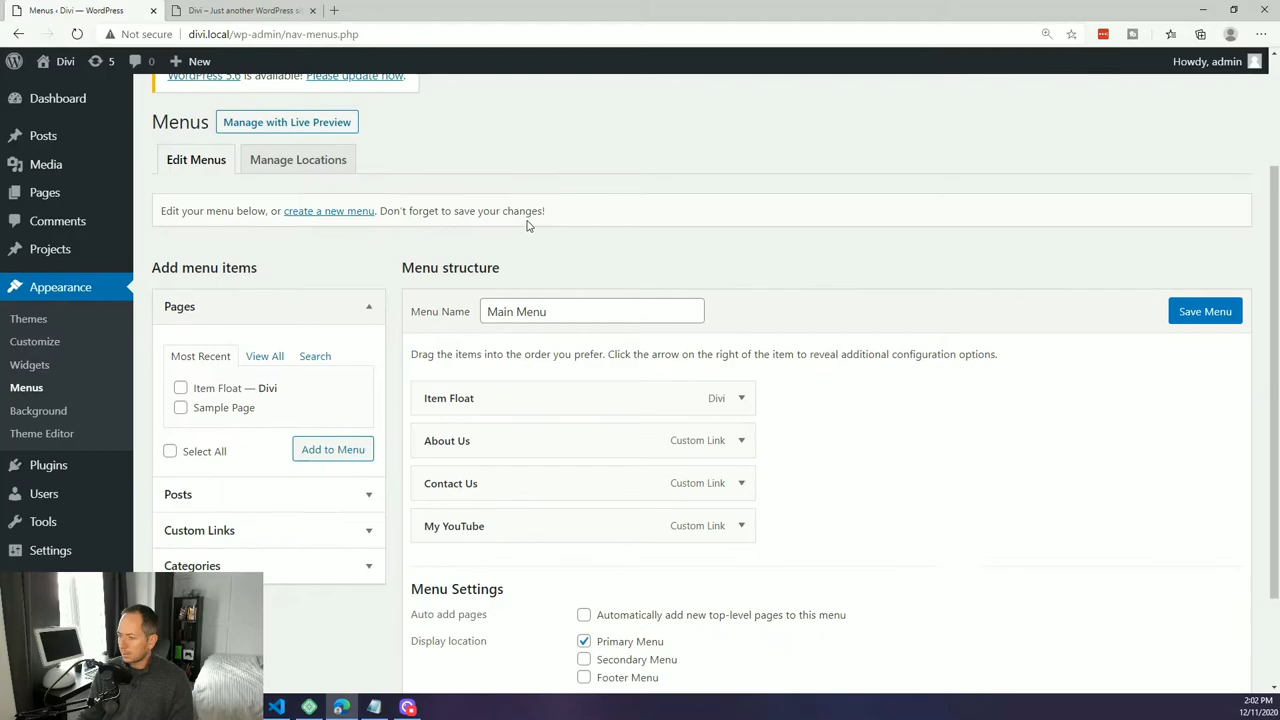 Menus ‹ Divi — WordPress
Divi – Just another WordPress si
Not secure
divi.local/wp-admin/nav-menus.php
Divi
5
0
New
Howdy, admin
WordPress 5.6 is available! Please update now.
Dashboard
Posts
Media
Pages
Comments
Projects
Appearance
Themes
Customize
Widgets
Menus
Background
Theme Editor
Plugins
Users
Tools
Settings
Menus
Manage with Live Preview
Edit Menus
Manage Locations
Edit your menu below, or create a new menu. Don't forget to save your changes!
Add menu items
Pages
Most Recent
View All
Search
Item Float — Divi
Sample Page
Select All
Add to Menu
Posts
Custom Links
Categories
Menu structure
Menu Name
Main Menu
Save Menu
Drag the items into the order you prefer. Click the arrow on the right of the item to reveal additional configuration options.
Item Float
Divi
About Us
Custom Link
Contact Us
Custom Link
My YouTube
Custom Link
Menu Settings
Auto add pages
Automatically add new top-level pages to this menu
Display location
Primary Menu
Secondary Menu
Footer Menu
2:02 PM
12/11/2020